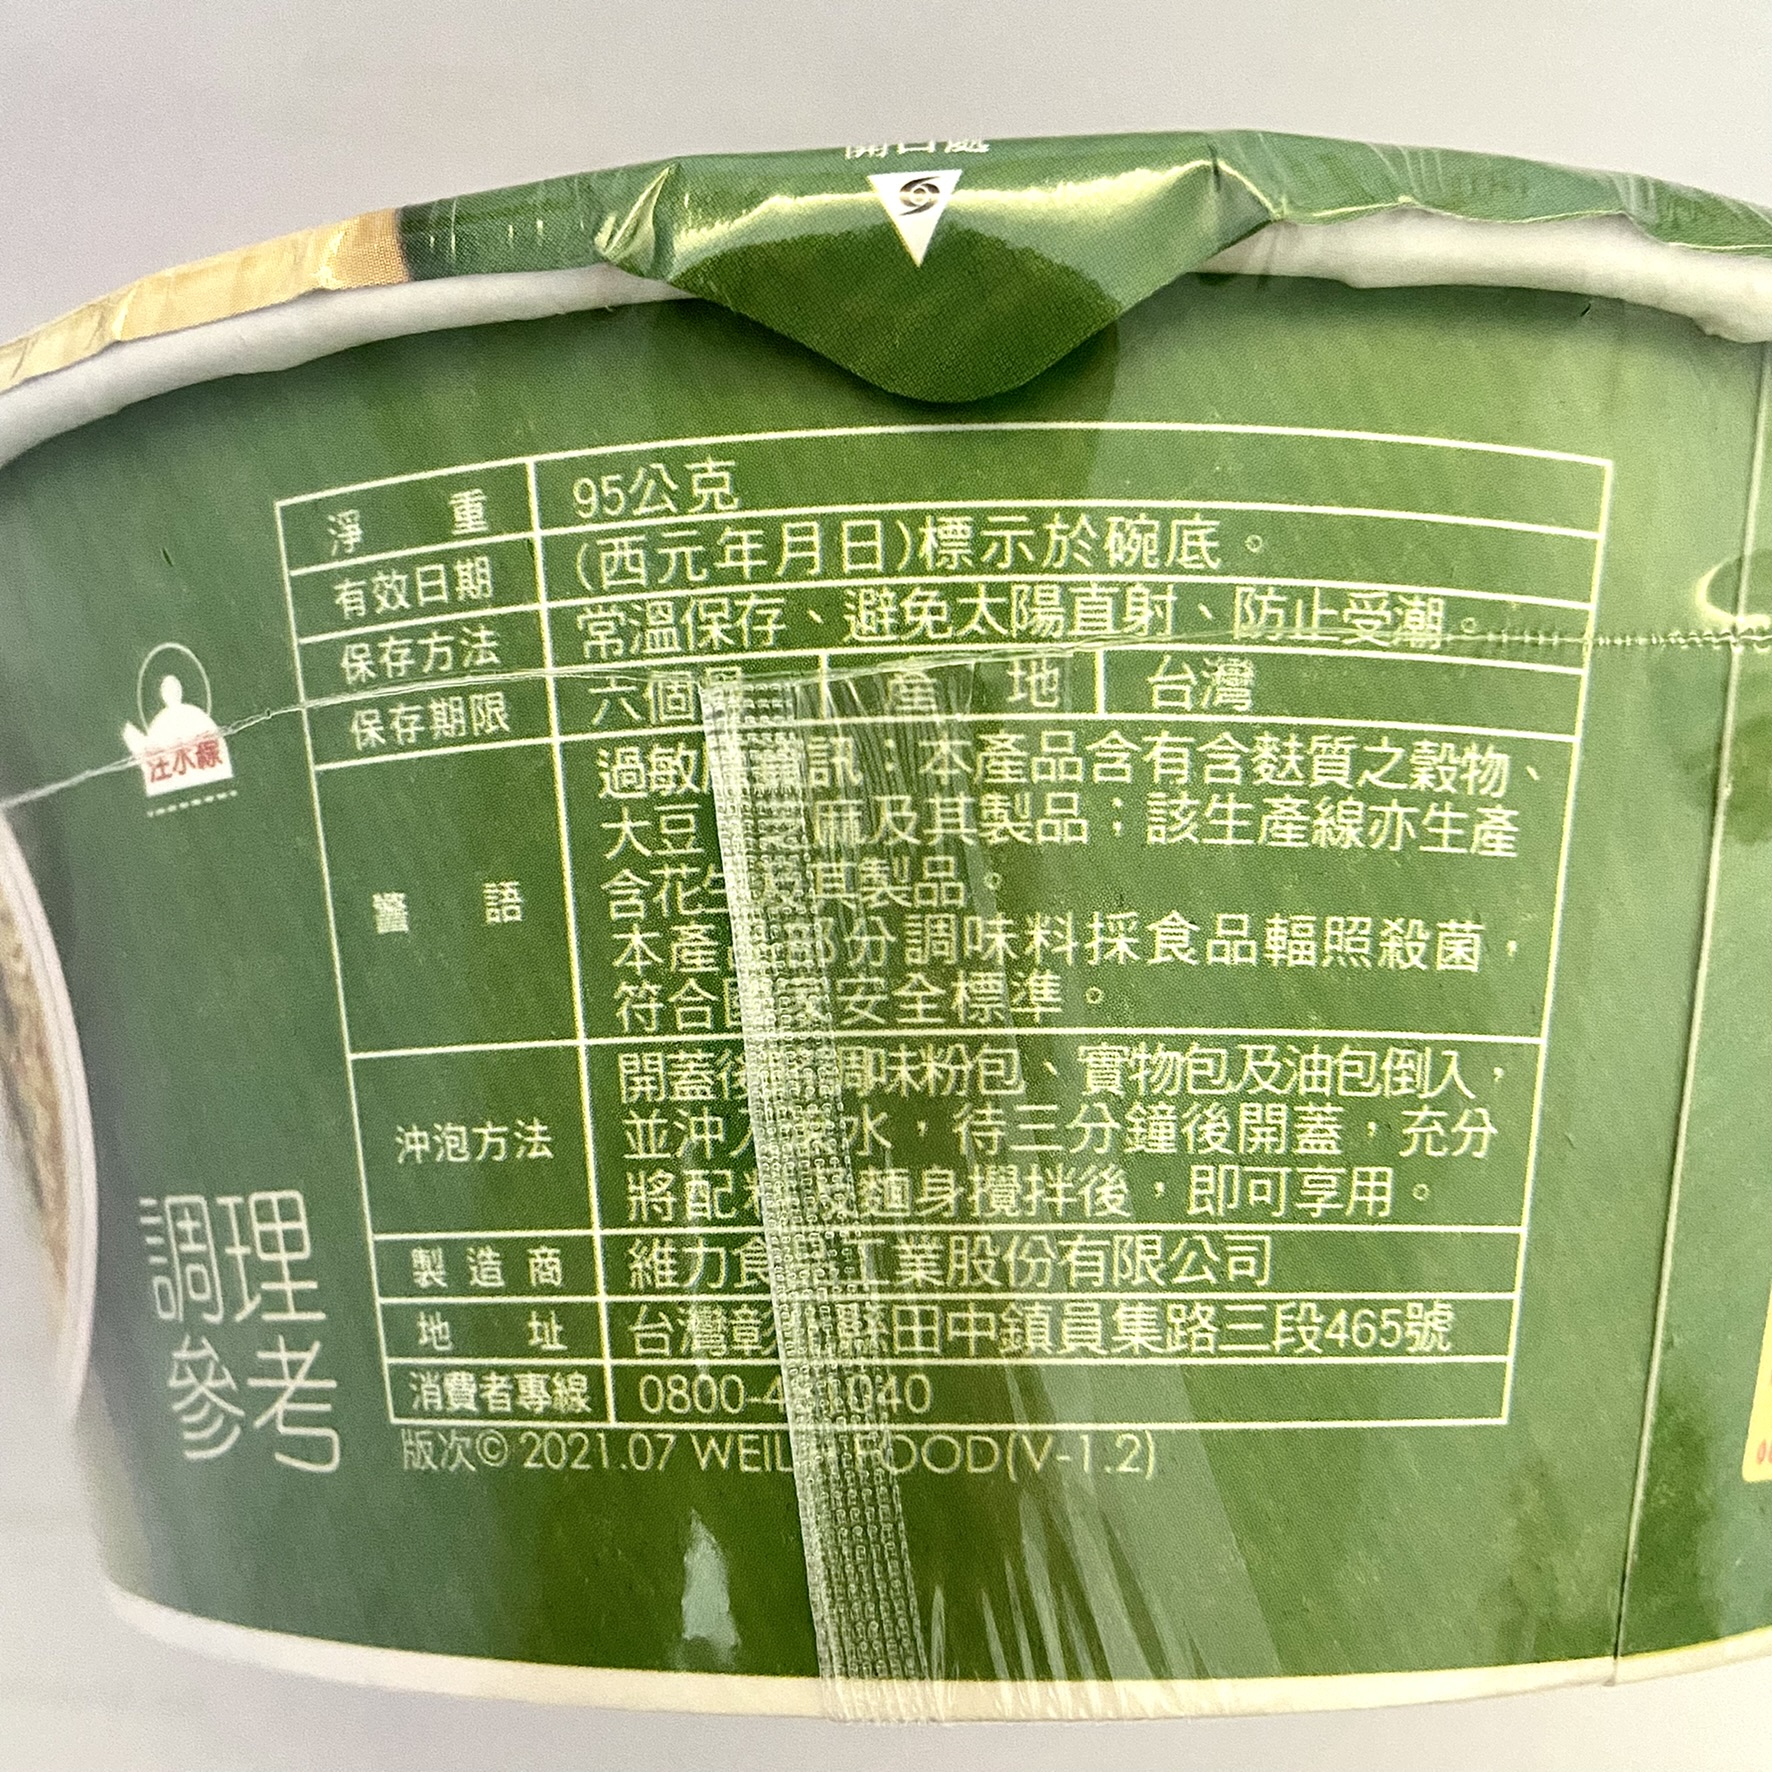 開口處
淨重 95公克
有效日期 (西元年月日)標示於碗底。
保存方法 常溫保存、避免太陽直射、防止受潮。
保存期限 六個 產地 台灣
警語
過敏 訊：本產品含有含麩質之穀物、
大豆 麻及其製品；該生產線亦生產
含花生 其製品。
本產品部分調味料採食品輻照殺菌，
符合國 安全標準。
沖泡方法
開蓋後 調味粉包、實物包及油包倒入，
並沖入 水，待三分鐘後開蓋，充分
將配料 麵身攪拌後，即可享用。
製造商 維力食 工業股份有限公司
地址 台灣彰 縣田中鎮員集路三段465號
消費者專線 0800-4 040
版次© 2021.07 WEIL FOOD(V-1.2)
注水線
調理
參考